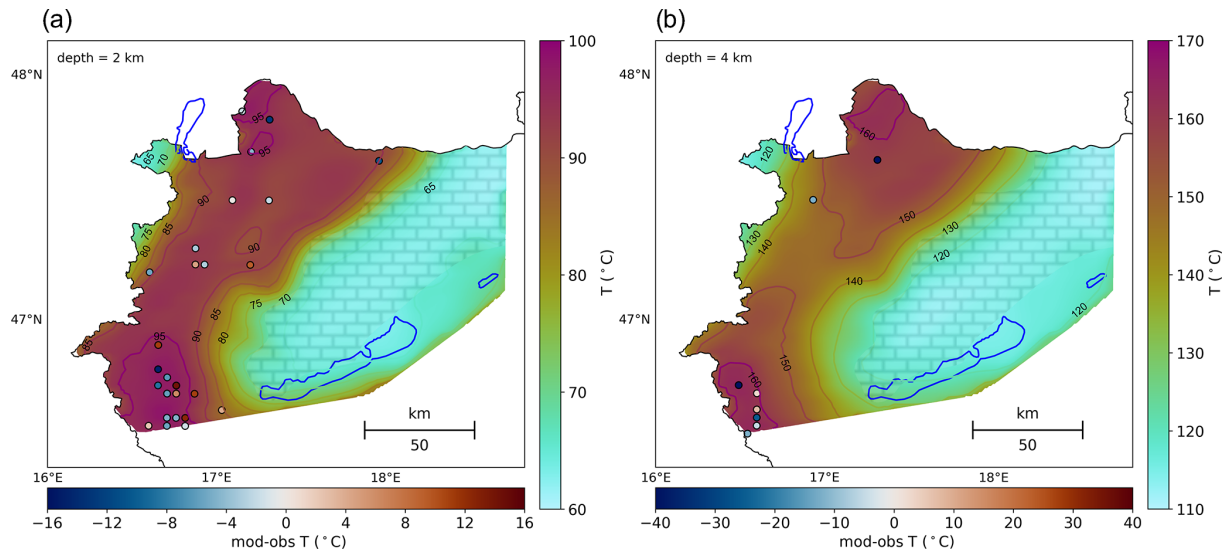 (a)
(b)
depth = 2 km
depth = 4 km
48°N
48°N
47°N
47°N
16°E
17°E
18°E
17°E
18°E
95
95
65
70
65
90
85
75
80
90
75
70
85
90
80
95
85
160
120
150
130
130
140
120
140
120
150
160
km
50
km
50
100
90
80
70
60
T (°C)
170
160
150
140
130
120
110
T (°C)
−16 −12 −8 −4 0 4 8 12 16
mod-obs T (°C)
−40 −30 −20 −10 0 10 20 30 40
mod-obs T (°C)